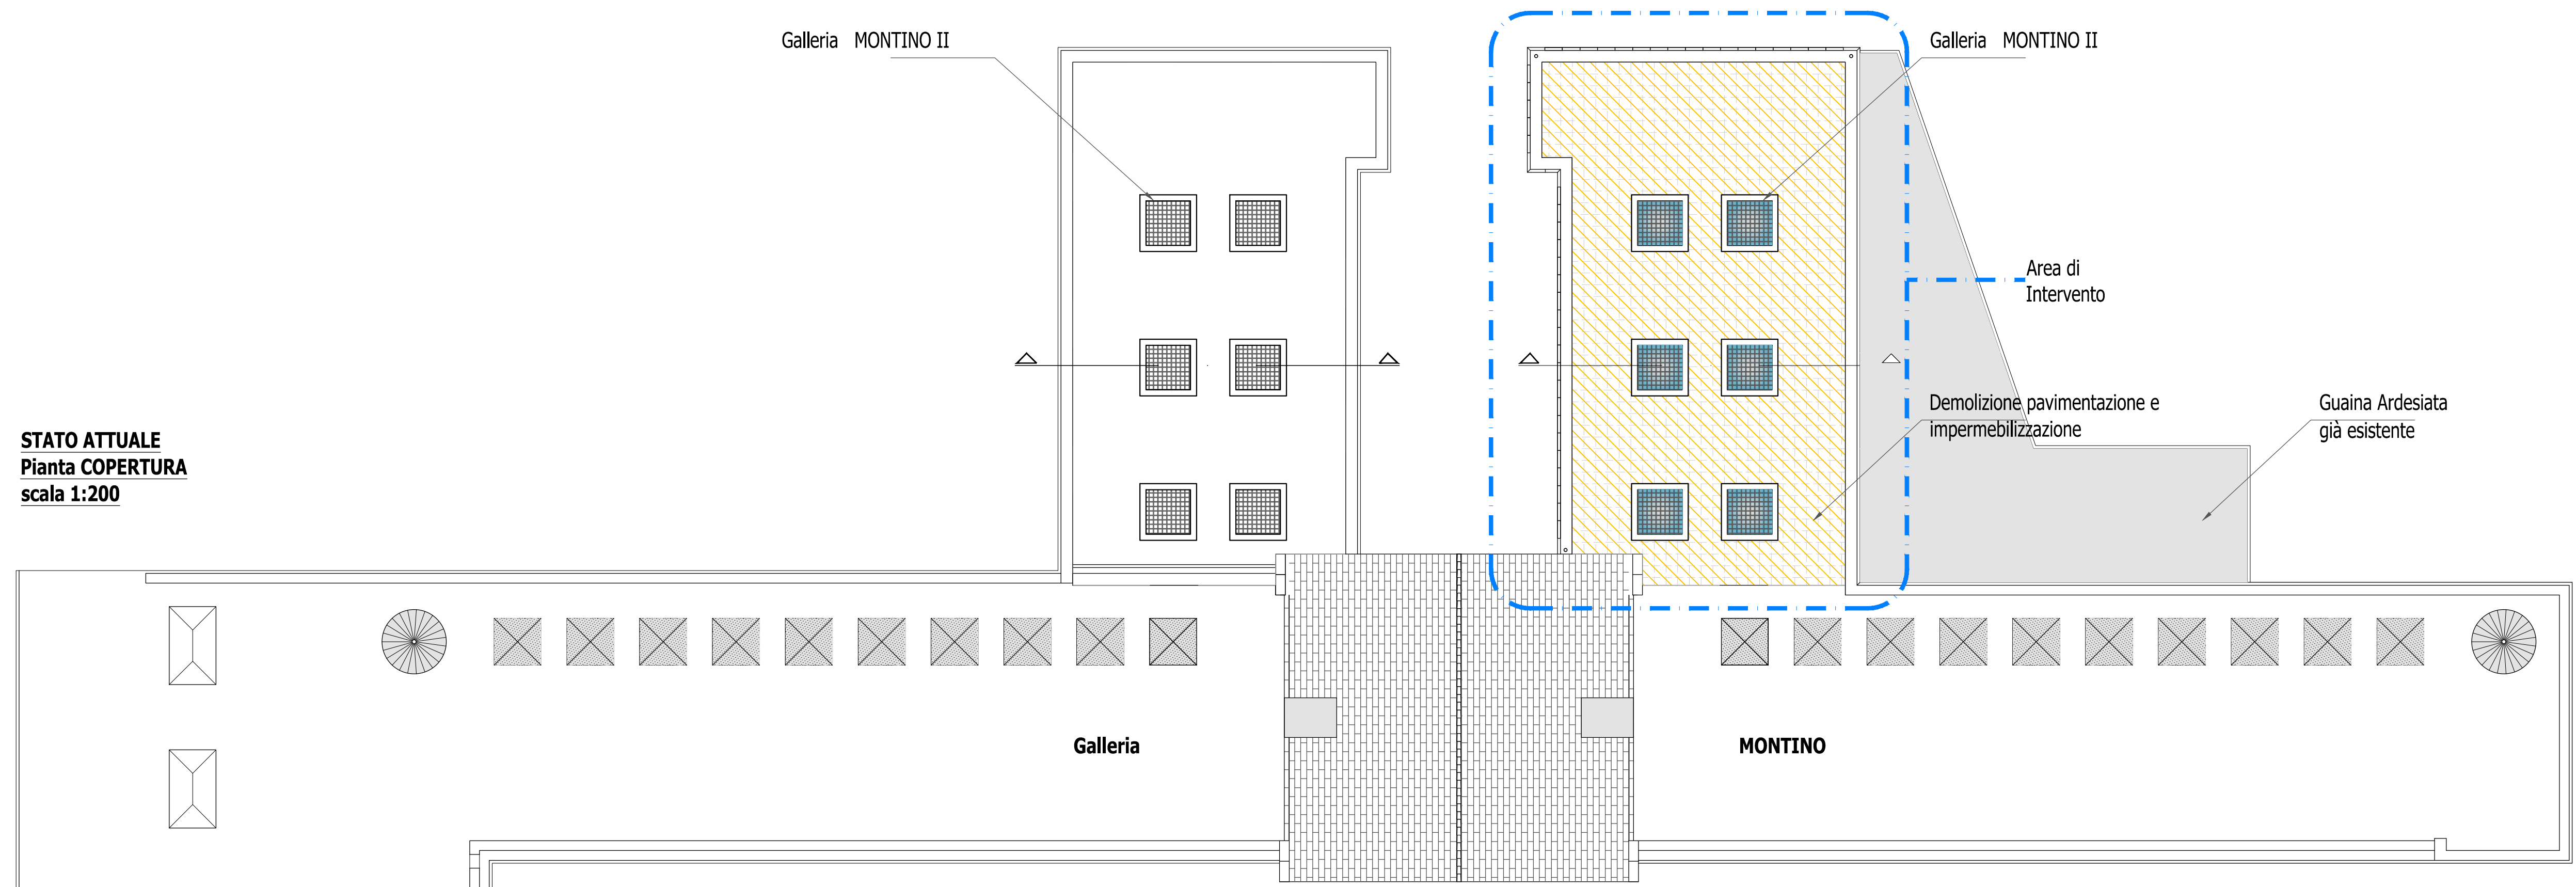 Galleria MONTINO II
Galleria MONTINO II
Area di
Intervento
Demolizione pavimentazione e
impermebilizzazione
Guaina Ardesiata
già esistente
STATO ATTUALE
Pianta COPERTURA
scala 1:200
Galleria
MONTINO